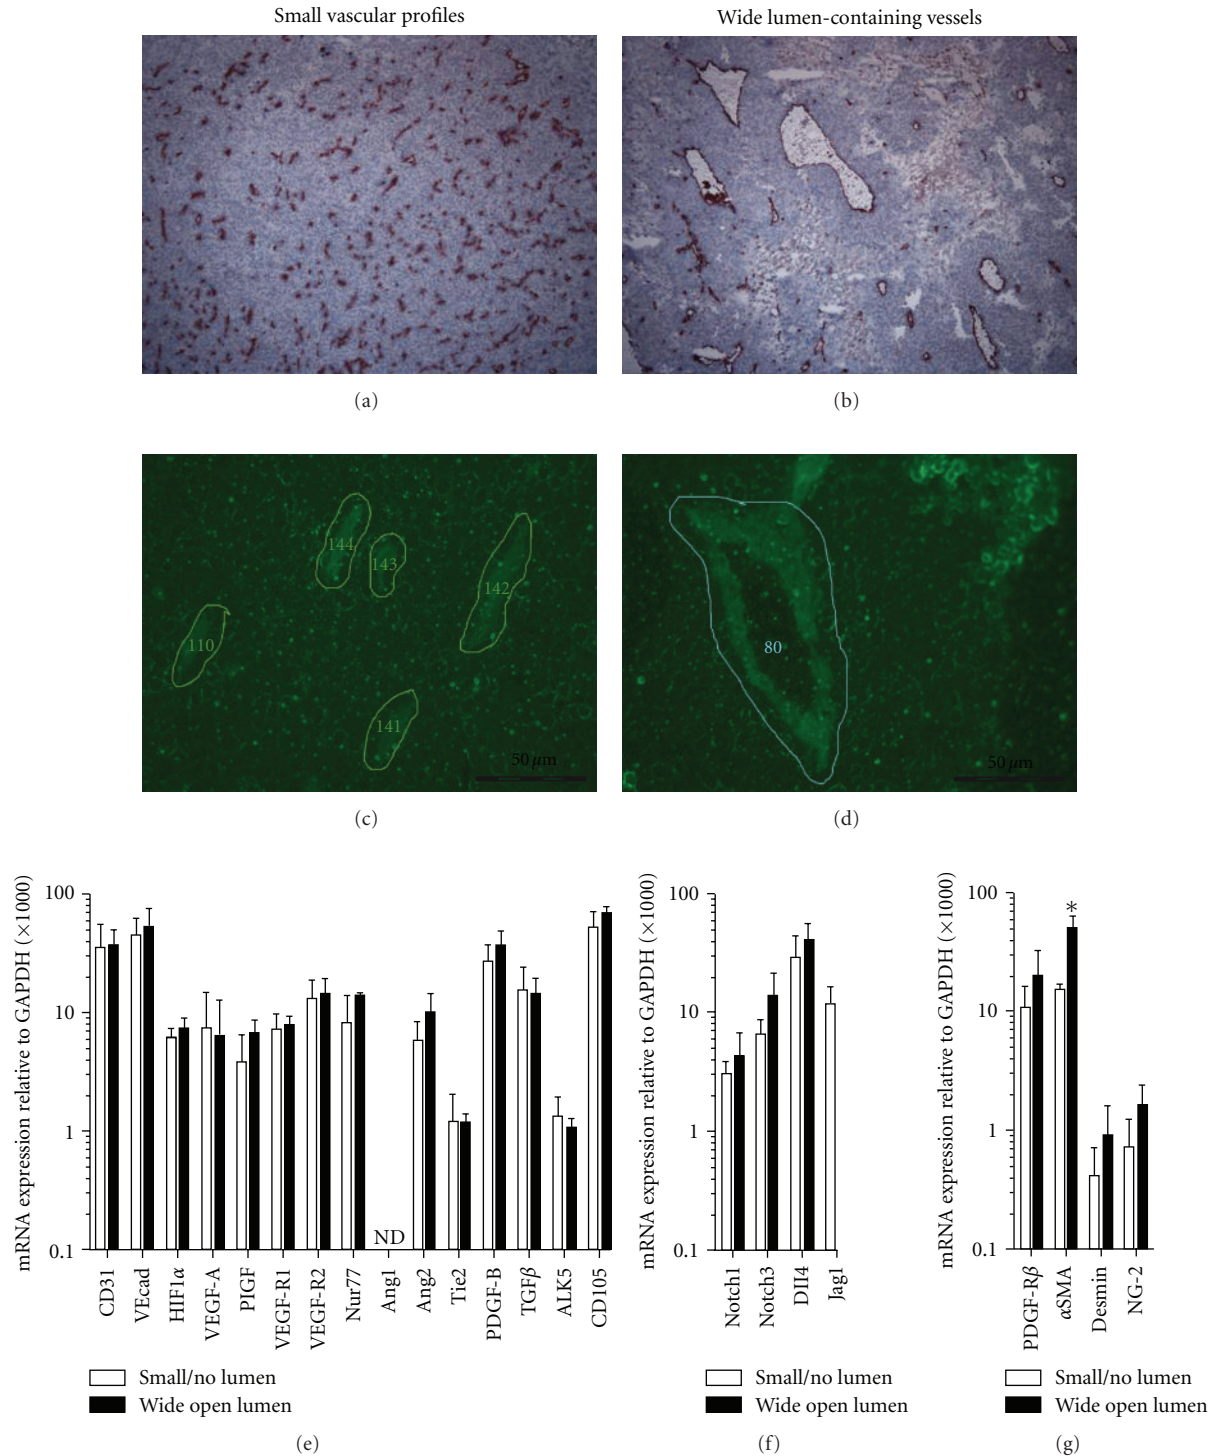 Small vascular profiles
Wide lumen-containing vessels
(a)
(b)
144
143
142
110
141
50 μm
80
50 μm
(c)
(d)
mRNA expression relative to GAPDH (×1000)
100
10
1
0.1
ND
CD31
VEcad
HIF1α
VEGF-A
PIGF
VEGF-R1
VEGF-R2
Nur77
Ang1
Ang2
Tie2
PDGF-B
TGFβ
ALK5
CD105
Small/no lumen
Wide open lumen
(e)
mRNA expression relative to GAPDH (×1000)
100
10
1
0.1
Notch1
Notch3
DII4
Jag1
Small/no lumen
Wide open lumen
(f)
mRNA expression relative to GAPDH (×1000)
100
10
1
0.1
*
PDGF-Rβ
αSMA
Desmin
NG-2
Small/no lumen
Wide open lumen
(g)